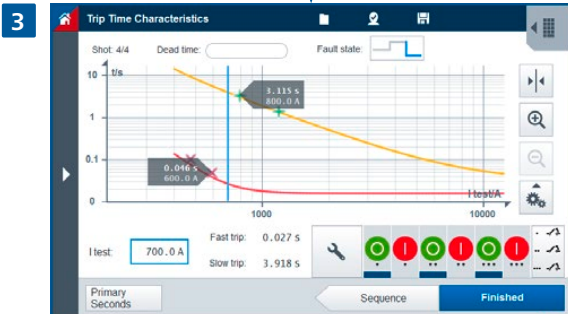 3
Trip Time Characteristics
Shot: 4/4
Dead time:
Fault state:
10
t/s
3.115 s
800.0 A
1
0.1
0.046 s
600.0 A
0
I test/A
1000
10000
I test:
700.0 A
Fast trip:
0.027 s
Slow trip:
3.918 s
Primary
Seconds
Sequence
Finished